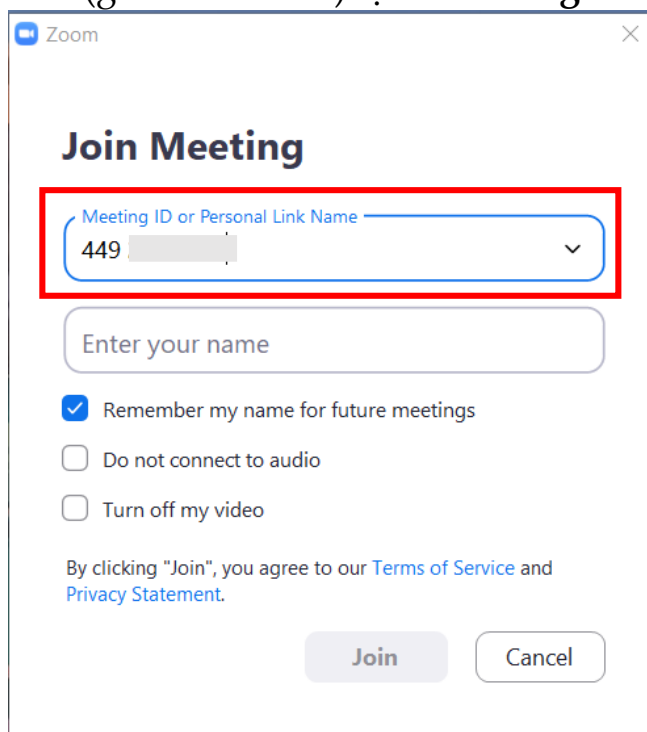 Zoom
Join Meeting
Meeting ID or Personal Link Name
449
Enter your name
Remember my name for future meetings
Do not connect to audio
Turn off my video
By clicking "Join", you agree to our Terms of Service and
Privacy Statement.
Join Cancel